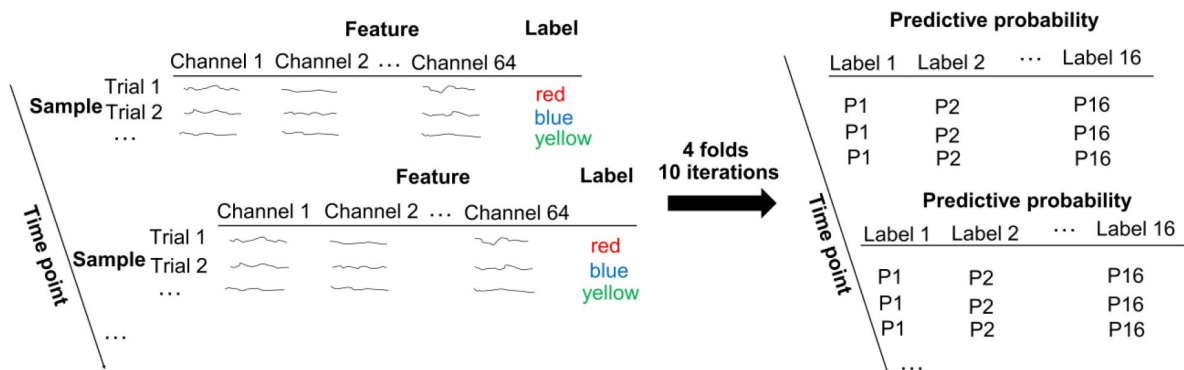 Feature Label
Channel 1 Channel 2 ... Channel 64
Sample
Trial 1 red
Trial 2 blue
... yellow
Feature Label
Channel 1 Channel 2 ... Channel 64
Sample
Trial 1 red
Trial 2 blue
... yellow
...
Time point
4 folds
10 iterations
Predictive probability
Label 1 Label 2 ... Label 16
P1 P2 P16
P1 P2 P16
P1 P2 P16
Predictive probability
Label 1 Label 2 ... Label 16
P1 P2 P16
P1 P2 P16
P1 P2 P16
...
Time point